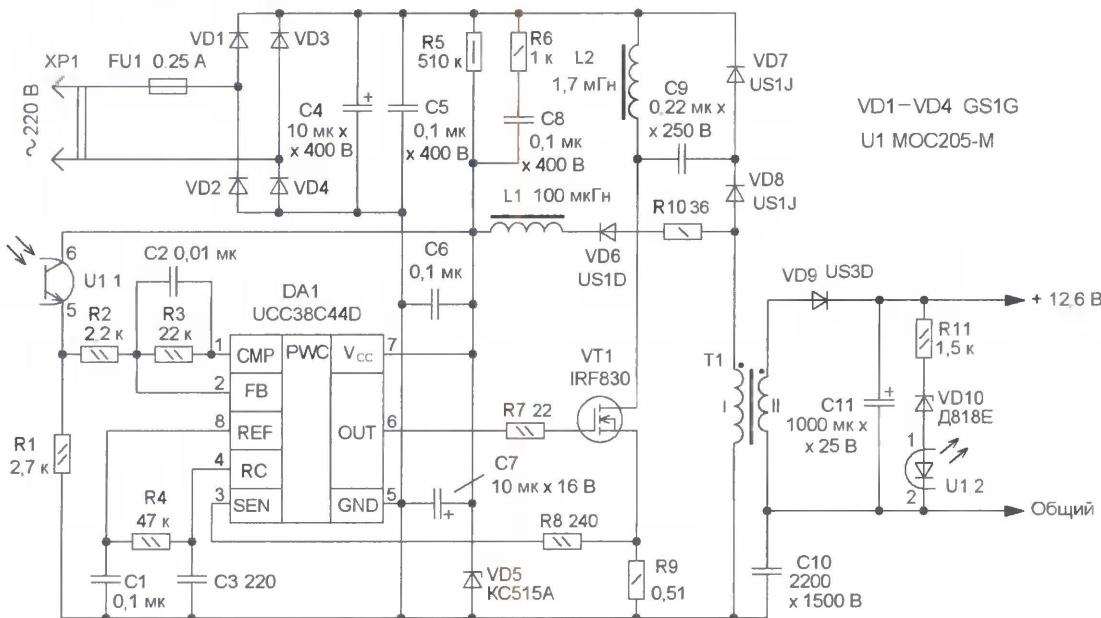 XP1
FU1 0.25 А
~220 В
VD1
VD3
VD2
VD4
C4
10 мк х
х 400 В
C5
0,1 мк
х 400 В
R5
510 к
R6
1 к
C8
0,1 мк
х 400 В
L2
1,7 мГн
C9
0,22 мк х
х 250 В
VD7
US1J
VD8
US1J
VD1–VD4 GS1G
U1 MOC205-M
L1 100 мкГн
VD6
US1D
R10 36
6
U1 1
5
C2 0,01 мк
R2
2,2 к
R3
22 к
R1
2,7 к
DA1
UCC38C44D
1
CMP
PWC
VCC
7
2
FB
8
REF
OUT
6
4
RC
3
SEN
GND
5
C6
0,1 мк
R4
47 к
C1
0,1 мк
C3 220
VT1
IRF830
R7 22
C7
10 мк х 16 В
R8 240
VD5
КС515А
R9
0,51
VD9 US3D
T1
I
II
C11
1000 мк х
х 25 В
R11
1,5 к
VD10
Д818Е
1
2
U1 2
+ 12,6 В
Общий
C10
2200
х 1500 В